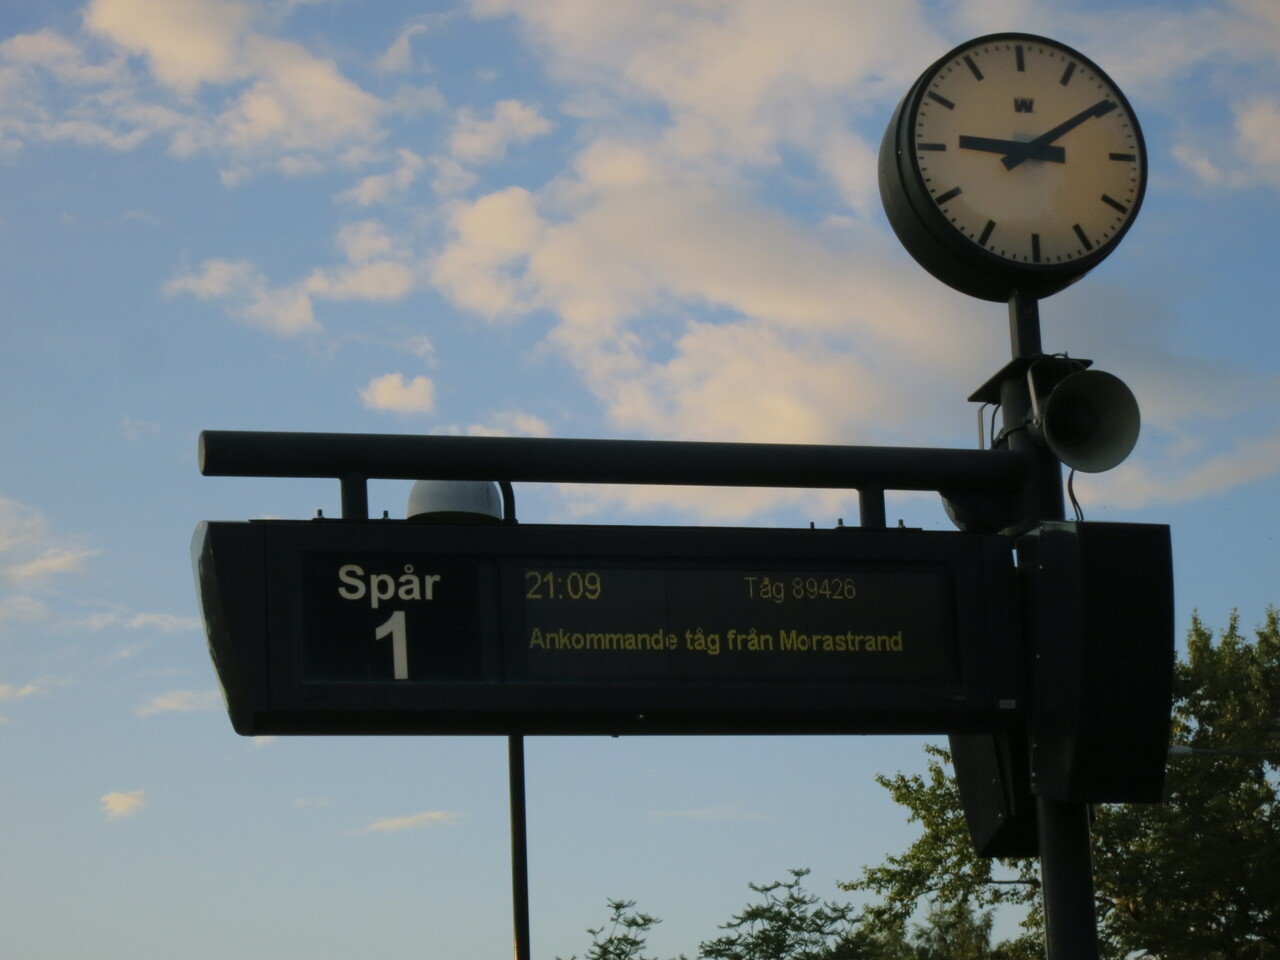 W
Spår
1
21:09 Tåg 89426
Ankommande tåg från Morastrand